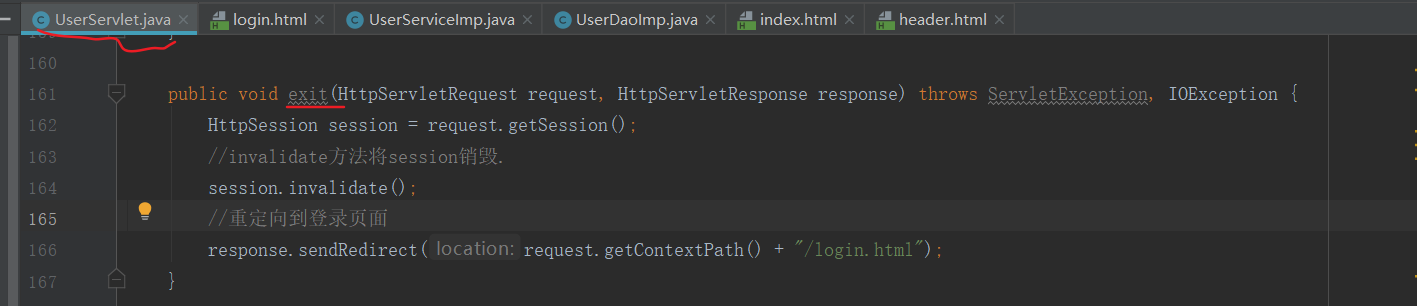 UserServlet.java login.html UserServiceImp.java UserDaoImp.java index.html header.html
160
161 public void exit(HttpServletRequest request, HttpServletResponse response) throws ServletException, IOException {
162 HttpSession session = request.getSession();
163 //invalidate方法将session销毁.
164 session.invalidate();
165 //重定向到登录页面
166 response.sendRedirect( location: request.getContextPath() + "/login.html");
167 }